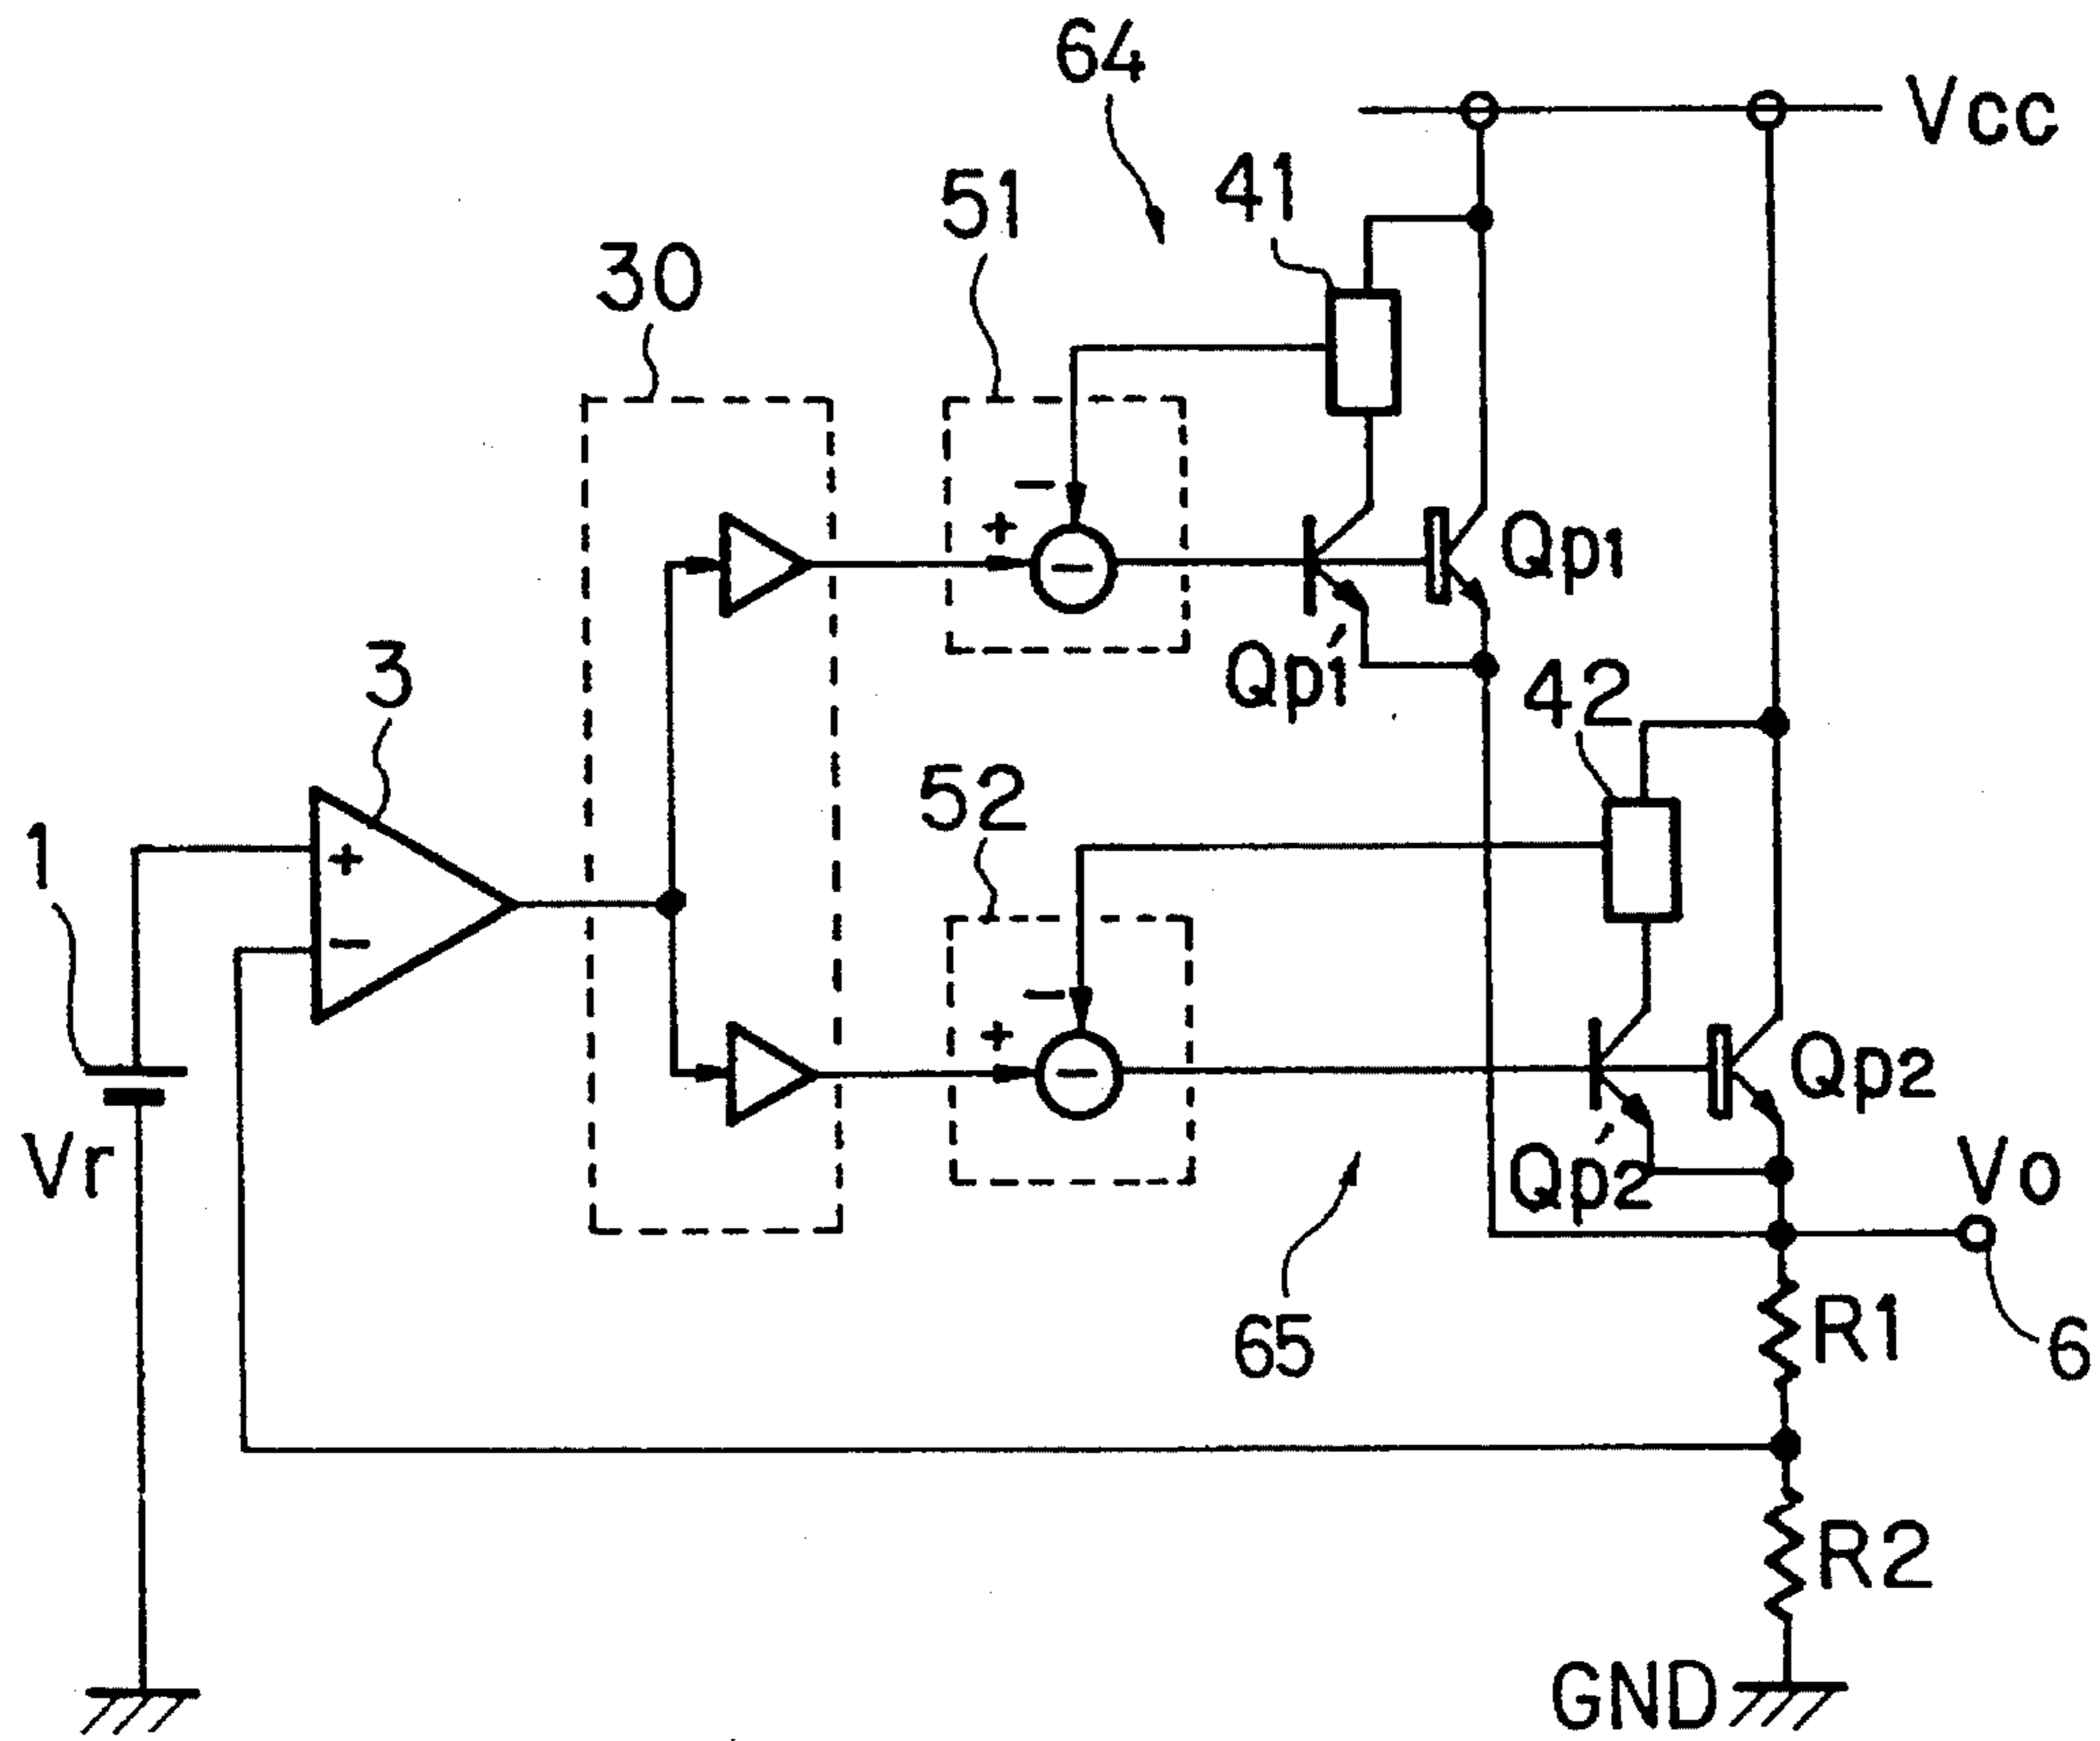 64
Vcc
41
51
30
+
−
−
Qp1
Qp1'
3
42
52
1
+
−
+
−
−
Qp2
Qp2'
Vr
Vo
65
R1
6
R2
GND